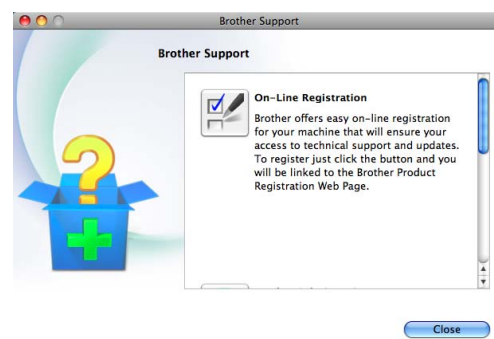 Brother Support
Brother Support
On-Line Registration
Brother offers easy on-line registration
for your machine that will ensure your
access to technical support and updates.
To register just click the button and you
will be linked to the Brother Product
Registration Web Page.
Close